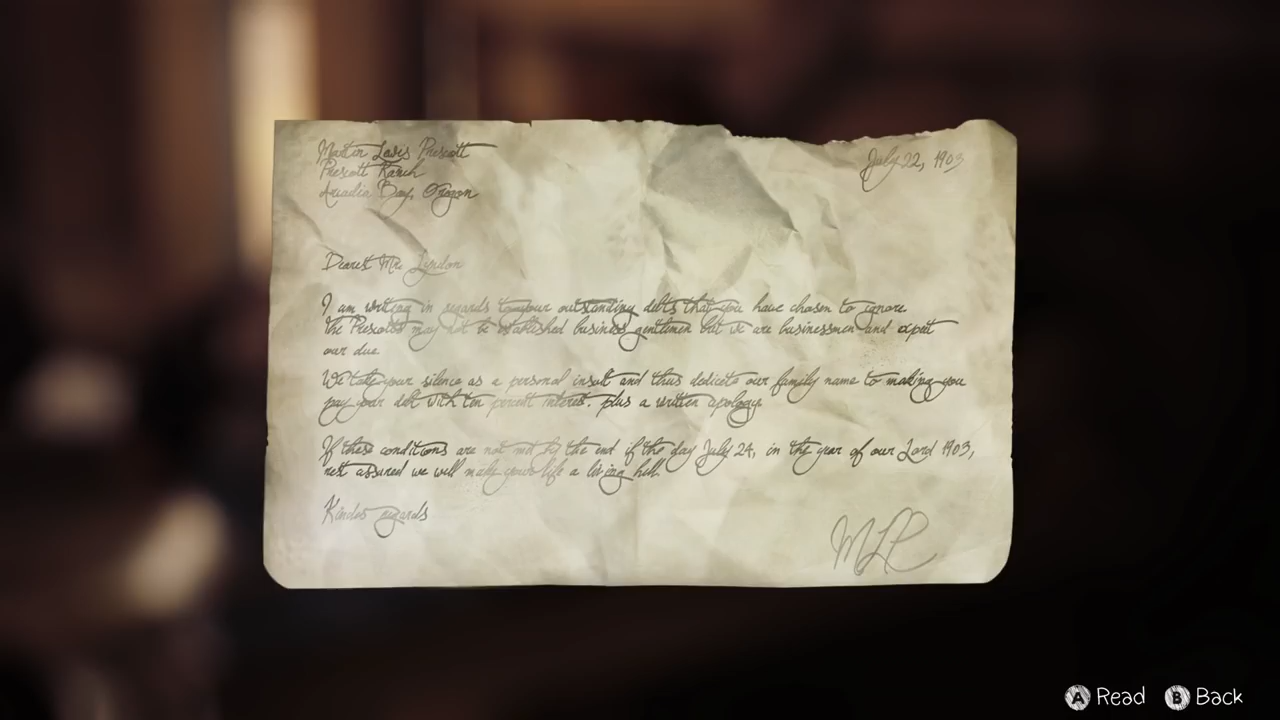 Martin Lewis Prescott
Prescott Ranch
Arcadia Bay, Oregon
July 22, 1903
Dearest Mr. Lyndon
I am writing in regards to your outstanding debts that you have chosen to ignore.
The Prescotts may not be established business gentlemen but we are businessmen and expect
our due.
We take your silence as a personal insult and thus dedicate our family name to making you
pay your debt with ten percent interest, plus a written apology.
If these conditions are not met by the end if the day July 24, in the year of our Lord 1903,
rest assured we will make your life a living hell.
Kindest regards
MLP
A Read B Back